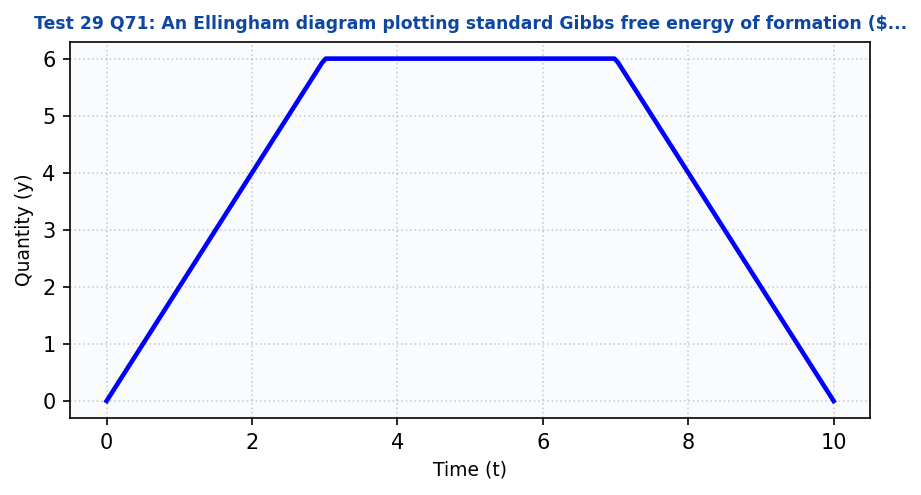 Test 29 Q71: An Ellingham diagram plotting standard Gibbs free energy of formation ($...
6
5
4
3
2
1
0
Quantity (y)
0 2 4 6 8 10
Time (t)